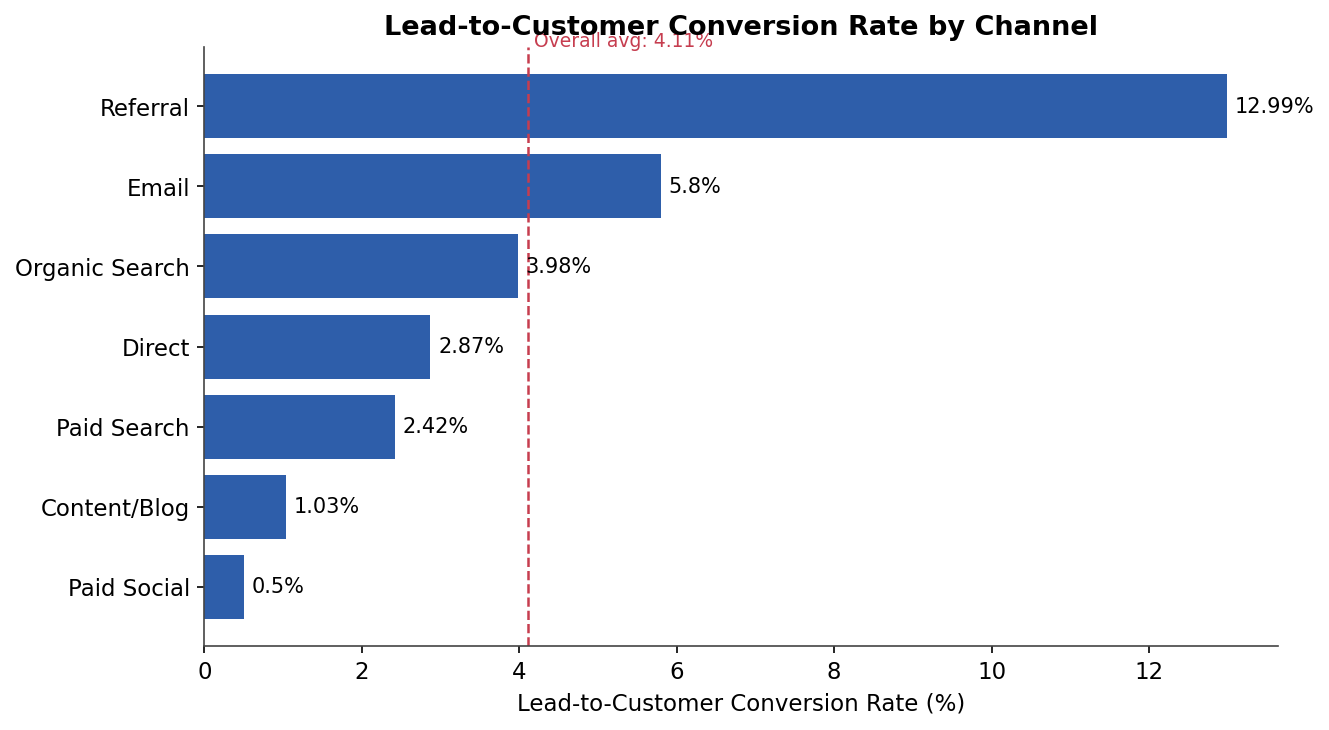 Lead-to-Customer Conversion Rate by Channel
Overall avg: 4.11%
Referral 12.99%
Email 5.8%
Organic Search 3.98%
Direct 2.87%
Paid Search 2.42%
Content/Blog 1.03%
Paid Social 0.5%
0 2 4 6 8 10 12
Lead-to-Customer Conversion Rate (%)